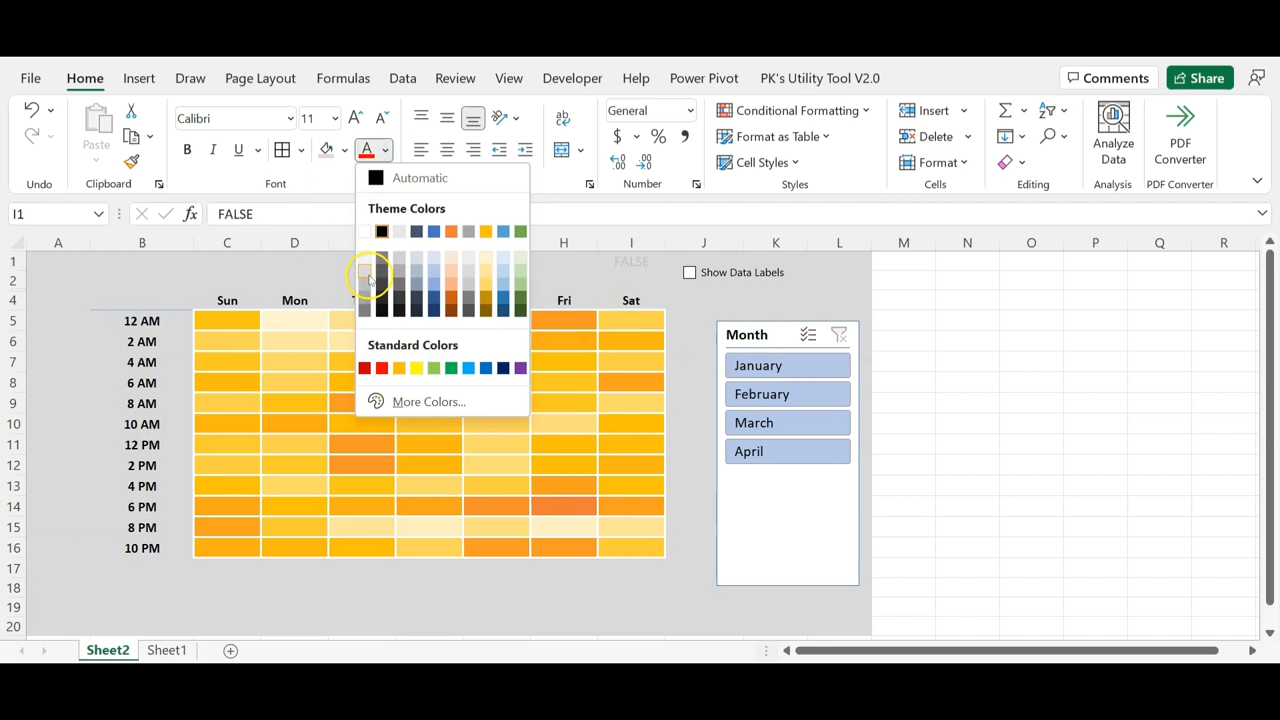 File Home Insert Draw Page Layout Formulas Data Review View Developer Help Power Pivot PK's Utility Tool V2.0 Comments Share
Calibri 11 A A ab General Conditional Formatting Insert
Paste B I U A $ % , Format as Table Delete Analyze Data PDF Converter
Cell Styles Format
Undo Clipboard Font Number Styles Cells Editing Analysis PDF Converter
Automatic
Theme Colors
Standard Colors
More Colors...
I1 fx FALSE
A B C D H I J K L M N O P Q R
1 FALSE
2 Show Data Labels
4 Sun Mon T Fri Sat
5 12 AM
6 2 AM
7 4 AM
8 6 AM
9 8 AM
10 10 AM
11 12 PM
12 2 PM
13 4 PM
14 6 PM
15 8 PM
16 10 PM
17
18
19
20
Month
January
February
March
April
Sheet2 Sheet1